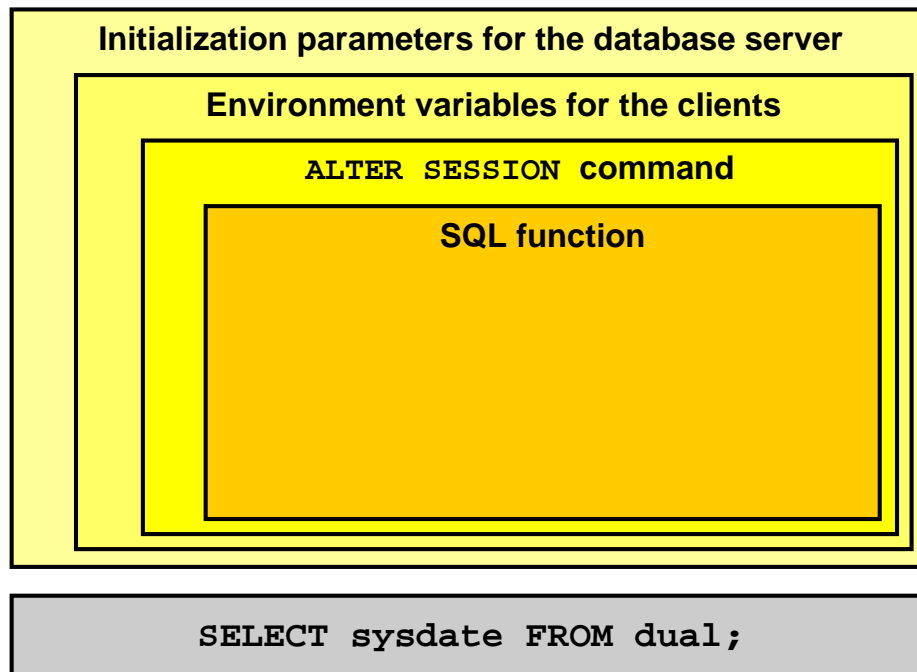 Initialization parameters for the database server
Environment variables for the clients
ALTER SESSION command
SQL function
SELECT sysdate FROM dual;